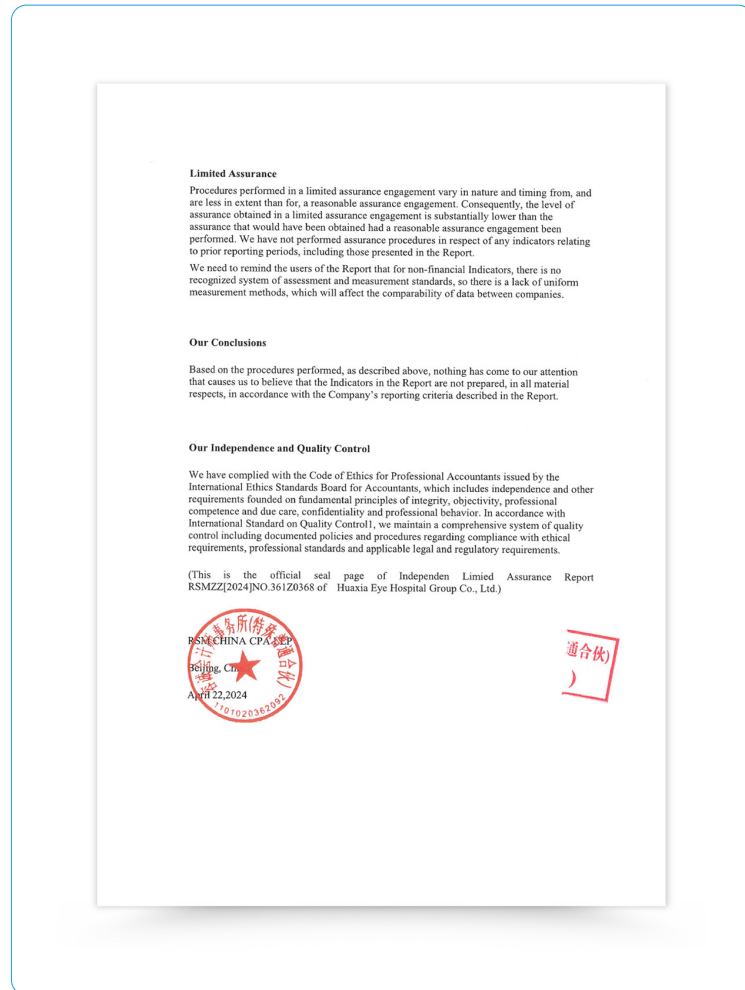 Limited Assurance
Procedures performed in a limited assurance engagement vary in nature and timing from, and
are less in extent than for, a reasonable assurance engagement. Consequently, the level of
assurance obtained in a limited assurance engagement is substantially lower than the
assurance that would have been obtained had a reasonable assurance engagement been
performed. We have not performed assurance procedures in respect of any indicators relating
to prior reporting periods, including those presented in the Report.
We need to remind the users of the Report that for non-financial Indicators, there is no
recognized system of assessment and measurement standards, so there is a lack of uniform
measurement methods, which will affect the comparability of data between companies.
Our Conclusions
Based on the procedures performed, as described above, nothing has come to our attention
that causes us to believe that the Indicators in the Report are not prepared, in all material
respects, in accordance with the Company's reporting criteria described in the Report.
Our Independence and Quality Control
We have complied with the Code of Ethics for Professional Accountants issued by the
International Ethics Standards Board for Accountants, which includes independence and other
requirements founded on fundamental principles of integrity, objectivity, professional
competence and due care, confidentiality and professional behavior. In accordance with
International Standard on Quality Control1, we maintain a comprehensive system of quality
control including documented policies and procedures regarding compliance with ethical
requirements, professional standards and applicable legal and regulatory requirements.
(This is the official seal page of Independen Limied Assurance Report
RSMZZ[2024]NO.361Z0368 of Huaxia Eye Hospital Group Co., Ltd.)
RSM CHINA CPA LLP
Beijing,
April 22,2024
会计师事务所(特殊普通合伙)
1101020362092
通合伙)
)